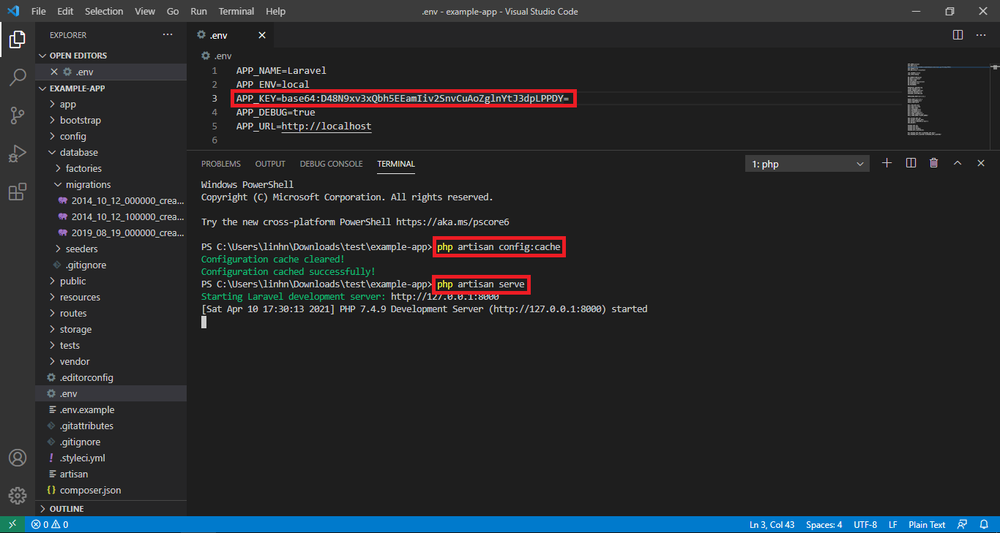 File Edit Selection View Go Run Terminal Help
.env - example-app - Visual Studio Code
EXPLORER
OPEN EDITORS
.env
EXAMPLE-APP
app
bootstrap
config
database
factories
migrations
2014_10_12_000000_crea...
2014_10_12_100000_crea...
2019_08_19_000000_crea...
seeders
.gitignore
public
resources
routes
storage
tests
vendor
.editorconfig
.env
.env.example
.gitattributes
.gitignore
.styleci.yml
artisan
composer.json
OUTLINE
.env
.env
1 APP_NAME=Laravel
2 APP_ENV=local
3 APP_KEY=base64:D48N9xv3xQbh5EEamIiv2SnvCuAoZglnYtJ3dpLPPDY=
4 APP_DEBUG=true
5 APP_URL=http://localhost
6
PROBLEMS OUTPUT DEBUG CONSOLE TERMINAL
1: php
Windows PowerShell
Copyright (C) Microsoft Corporation. All rights reserved.
Try the new cross-platform PowerShell https://aka.ms/pscore6
PS C:\Users\linhn\Downloads\test\example-app> php artisan config:cache
Configuration cache cleared!
Configuration cached successfully!
PS C:\Users\linhn\Downloads\test\example-app> php artisan serve
Starting Laravel development server: http://127.0.0.1:8000
[Sat Apr 10 17:30:13 2021] PHP 7.4.9 Development Server (http://127.0.0.1:8000) started
0 0
Ln 3, Col 43 Spaces: 4 UTF-8 LF Plain Text